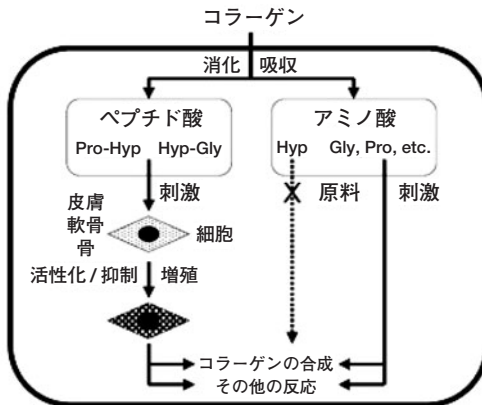 コラーゲン
消化 吸収
ペプチド酸
Pro-Hyp Hyp-Gly
アミノ酸
Hyp Gly, Pro, etc.
刺激
原料
刺激
皮膚
軟骨
骨
細胞
活性化 / 抑制 増殖
コラーゲンの合成
その他の反応